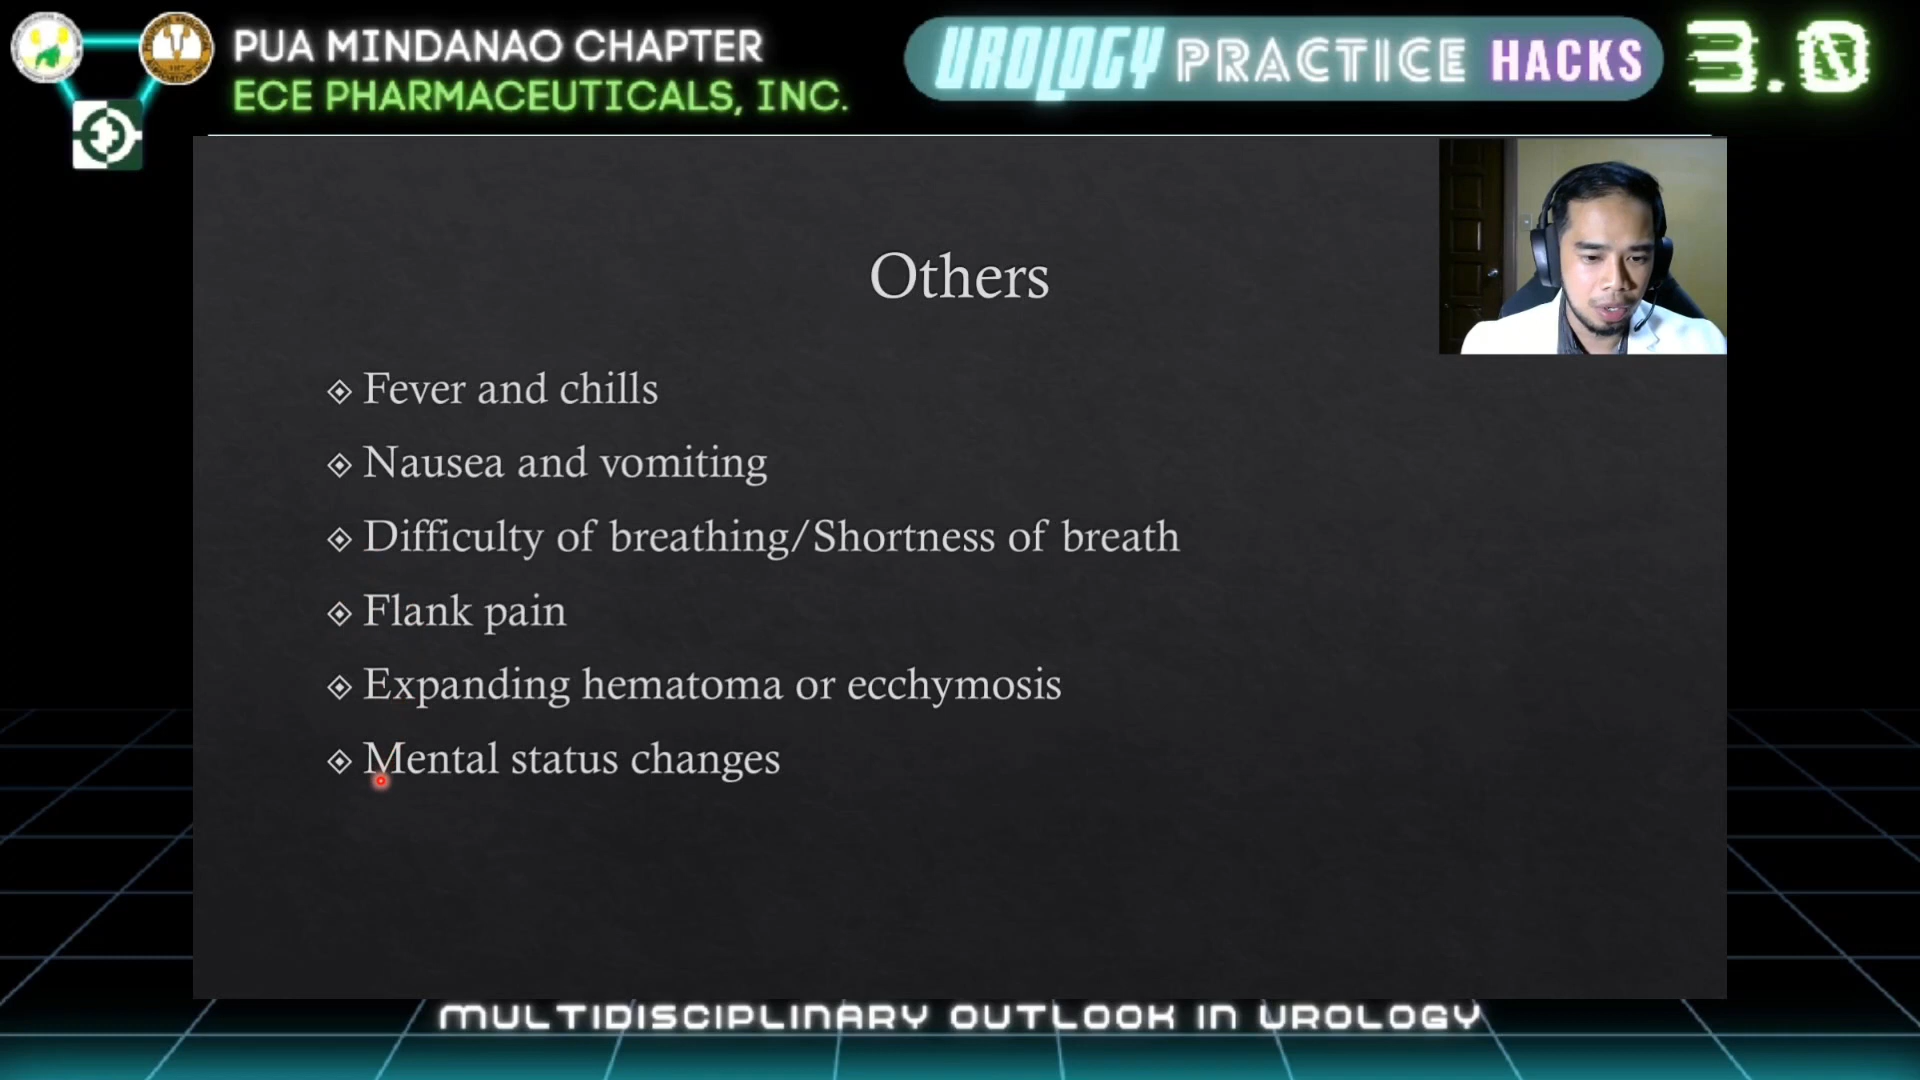 PUA MINDANAO CHAPTER
ECE PHARMACEUTICALS, INC.
UROLOGY PRACTICE HACKS 3.0
Others
Fever and chills
Nausea and vomiting
Difficulty of breathing/Shortness of breath
Flank pain
Expanding hematoma or ecchymosis
Mental status changes
MULTIDISCIPLINARY OUTLOOK IN UROLOGY